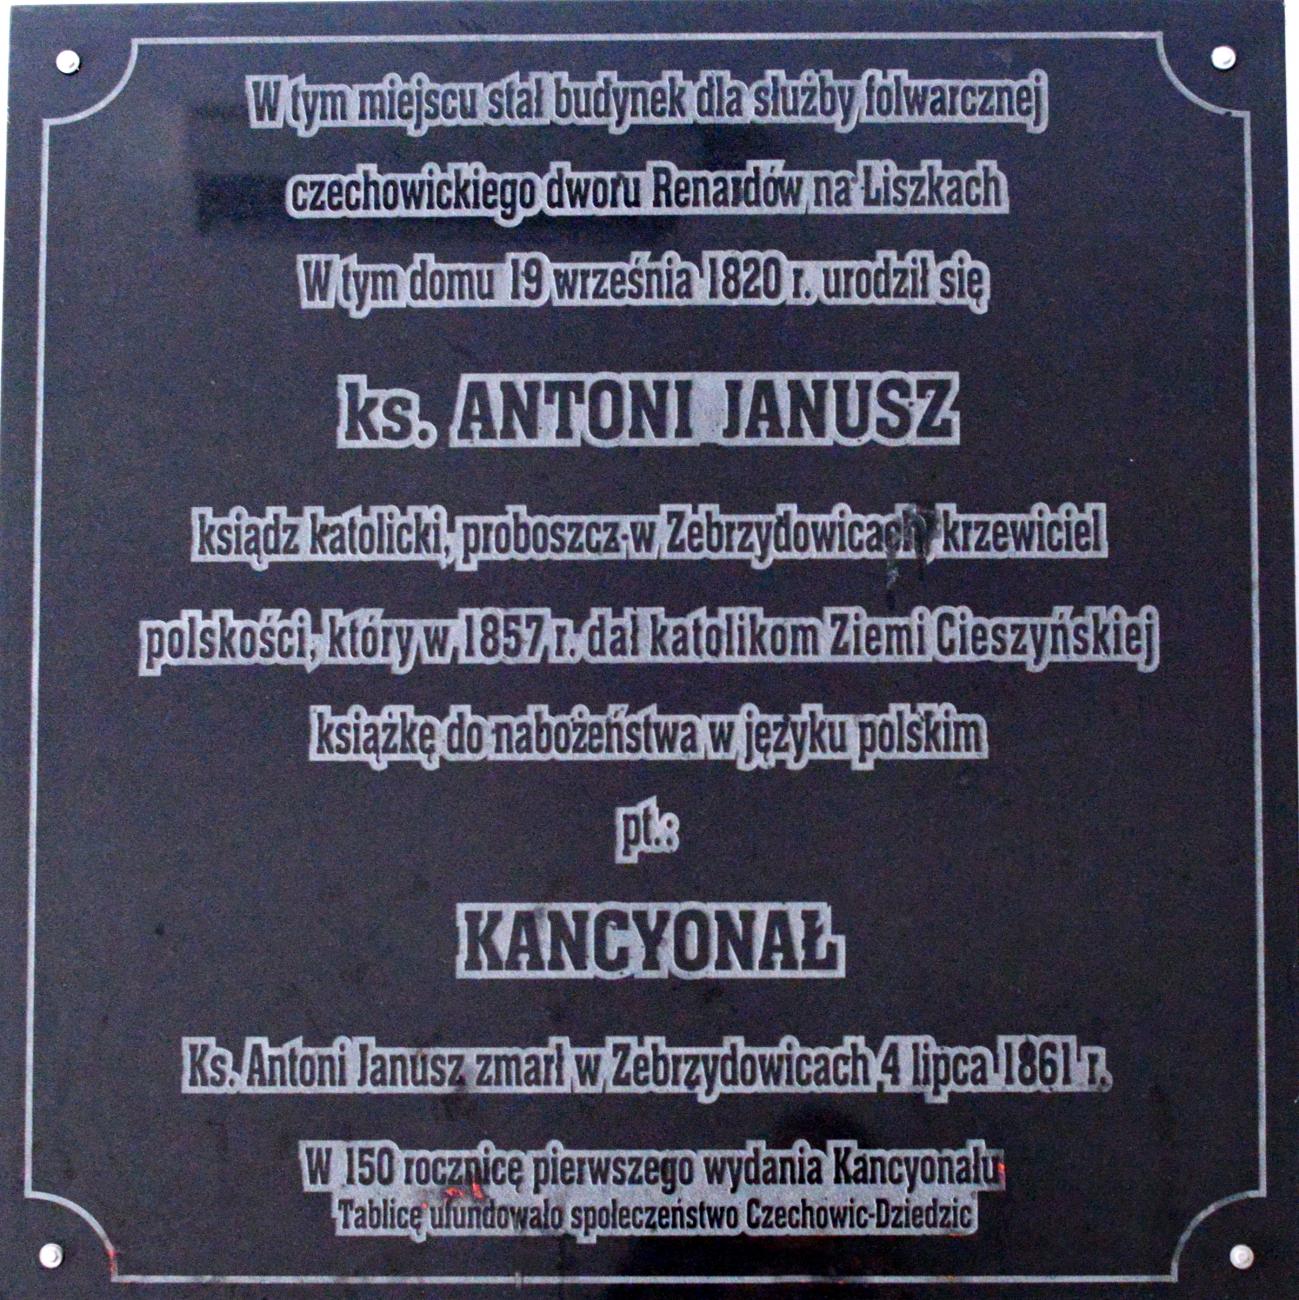 W tym miejscu stał budynek dla służby folwarcznej
czechowickiego dworu Renardów na Liszkach
W tym domu 19 września 1820 r. urodził się
ks. ANTONI JANUSZ
ksiądz katolicki, proboszcz w Zebrzydowicach krzewiciel
polskości, który w 1857 r. dał katolikom Ziemi Cieszyńskiej
książkę do nabożeństwa w języku polskim
pt.:
KANCYONAŁ
Ks. Antoni Janusz zmarł w Zebrzydowicach 4 lipca 1861 r.
W 150 rocznicę pierwszego wydania Kancyonału
Tablicę ufundowało społeczeństwo Czechowic-Dziedzic